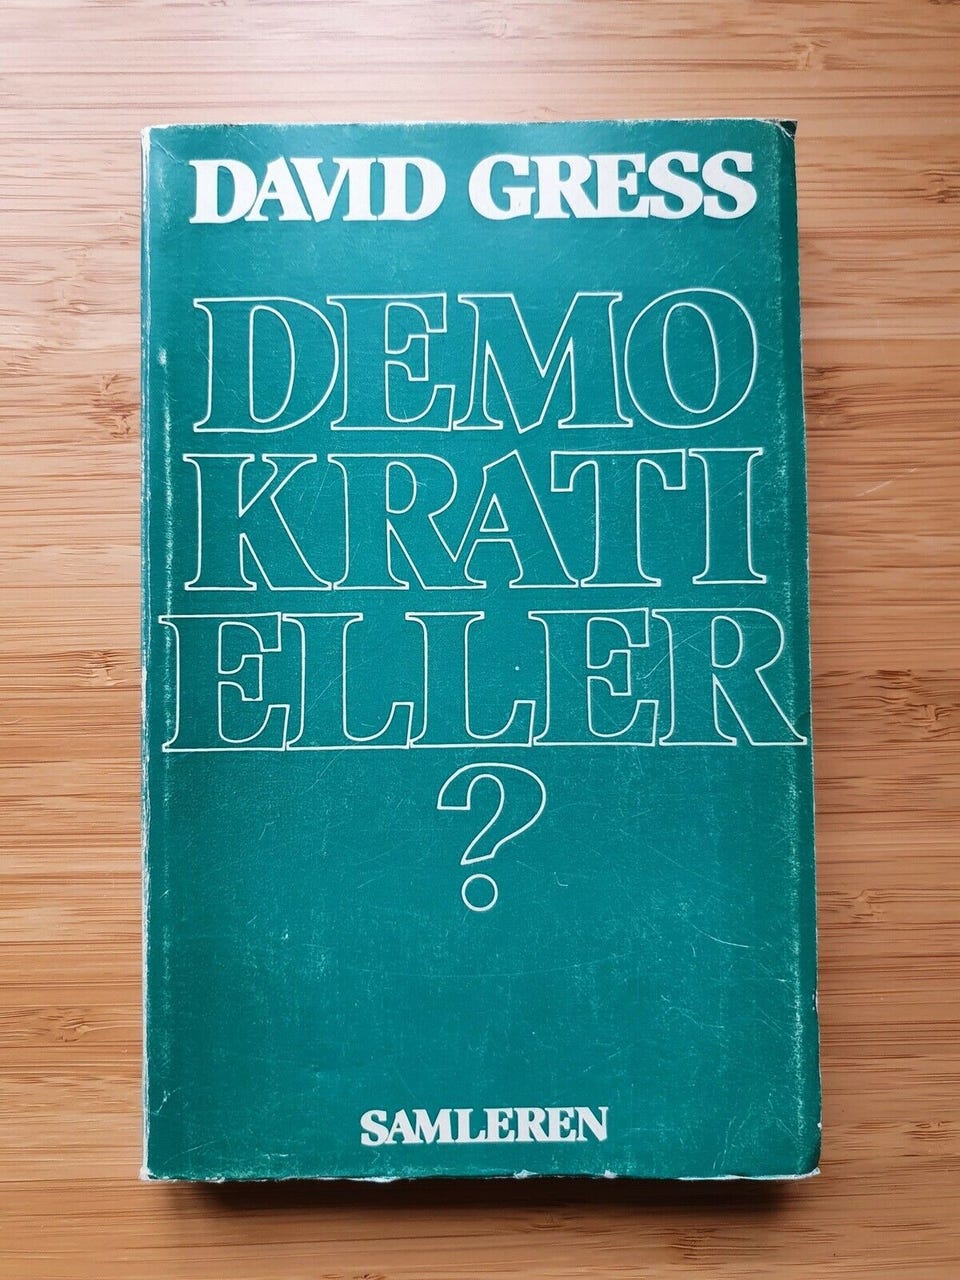 DAVID GRESS
DEMO
KRATI
ELLER
?
SAMLEREN